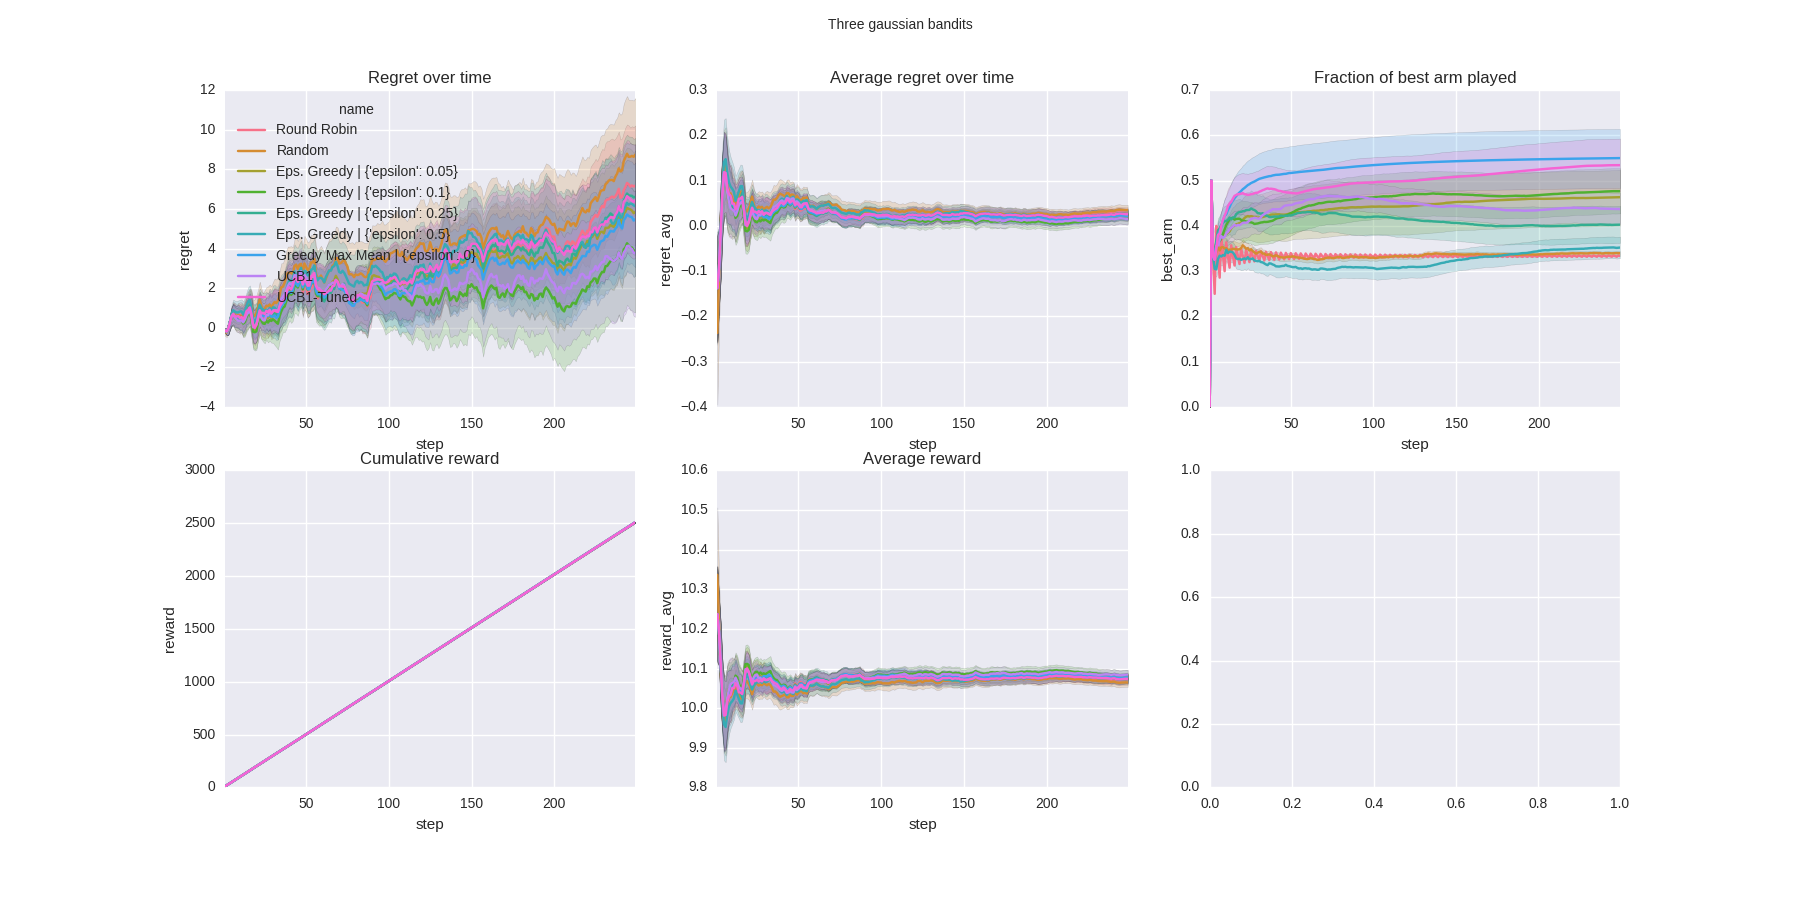 Three gaussian bandits
Regret over time
12
10
8
6
4
2
0
−2
−4
regret
name
Round Robin
Random
Eps. Greedy | {'epsilon': 0.05}
Eps. Greedy | {'epsilon': 0.1}
Eps. Greedy | {'epsilon': 0.25}
Eps. Greedy | {'epsilon': 0.5}
Greedy Max Mean | {'epsilon': 0}
UCB1
UCB1-Tuned
50 100 150 200
step
Average regret over time
0.3
0.2
0.1
0.0
−0.1
−0.2
−0.3
−0.4
regret_avg
50 100 150 200
step
Fraction of best arm played
0.7
0.6
0.5
0.4
0.3
0.2
0.1
0.0
best_arm
50 100 150 200
step
Cumulative reward
3000
2500
2000
1500
1000
500
0
reward
50 100 150 200
step
Average reward
10.6
10.5
10.4
10.3
10.2
10.1
10.0
9.9
9.8
reward_avg
50 100 150 200
step
1.0
0.8
0.6
0.4
0.2
0.0
0.0 0.2 0.4 0.6 0.8 1.0